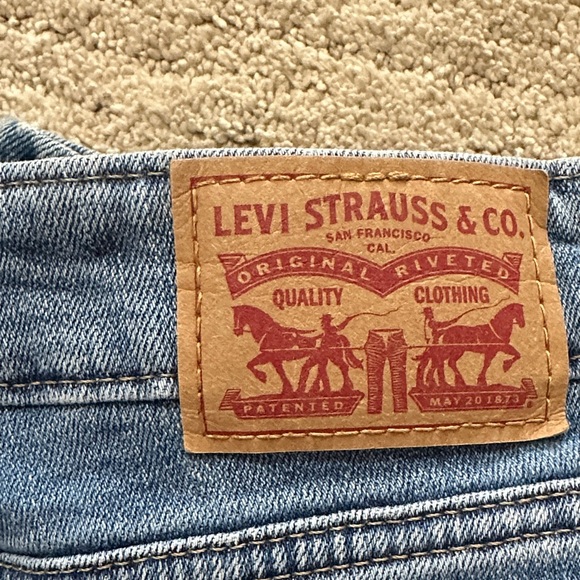 LEVI STRAUSS & CO.
SAN FRANCISCO
CAL.
ORIGINAL RIVETED
QUALITY CLOTHING
PATENTED MAY 20 1873